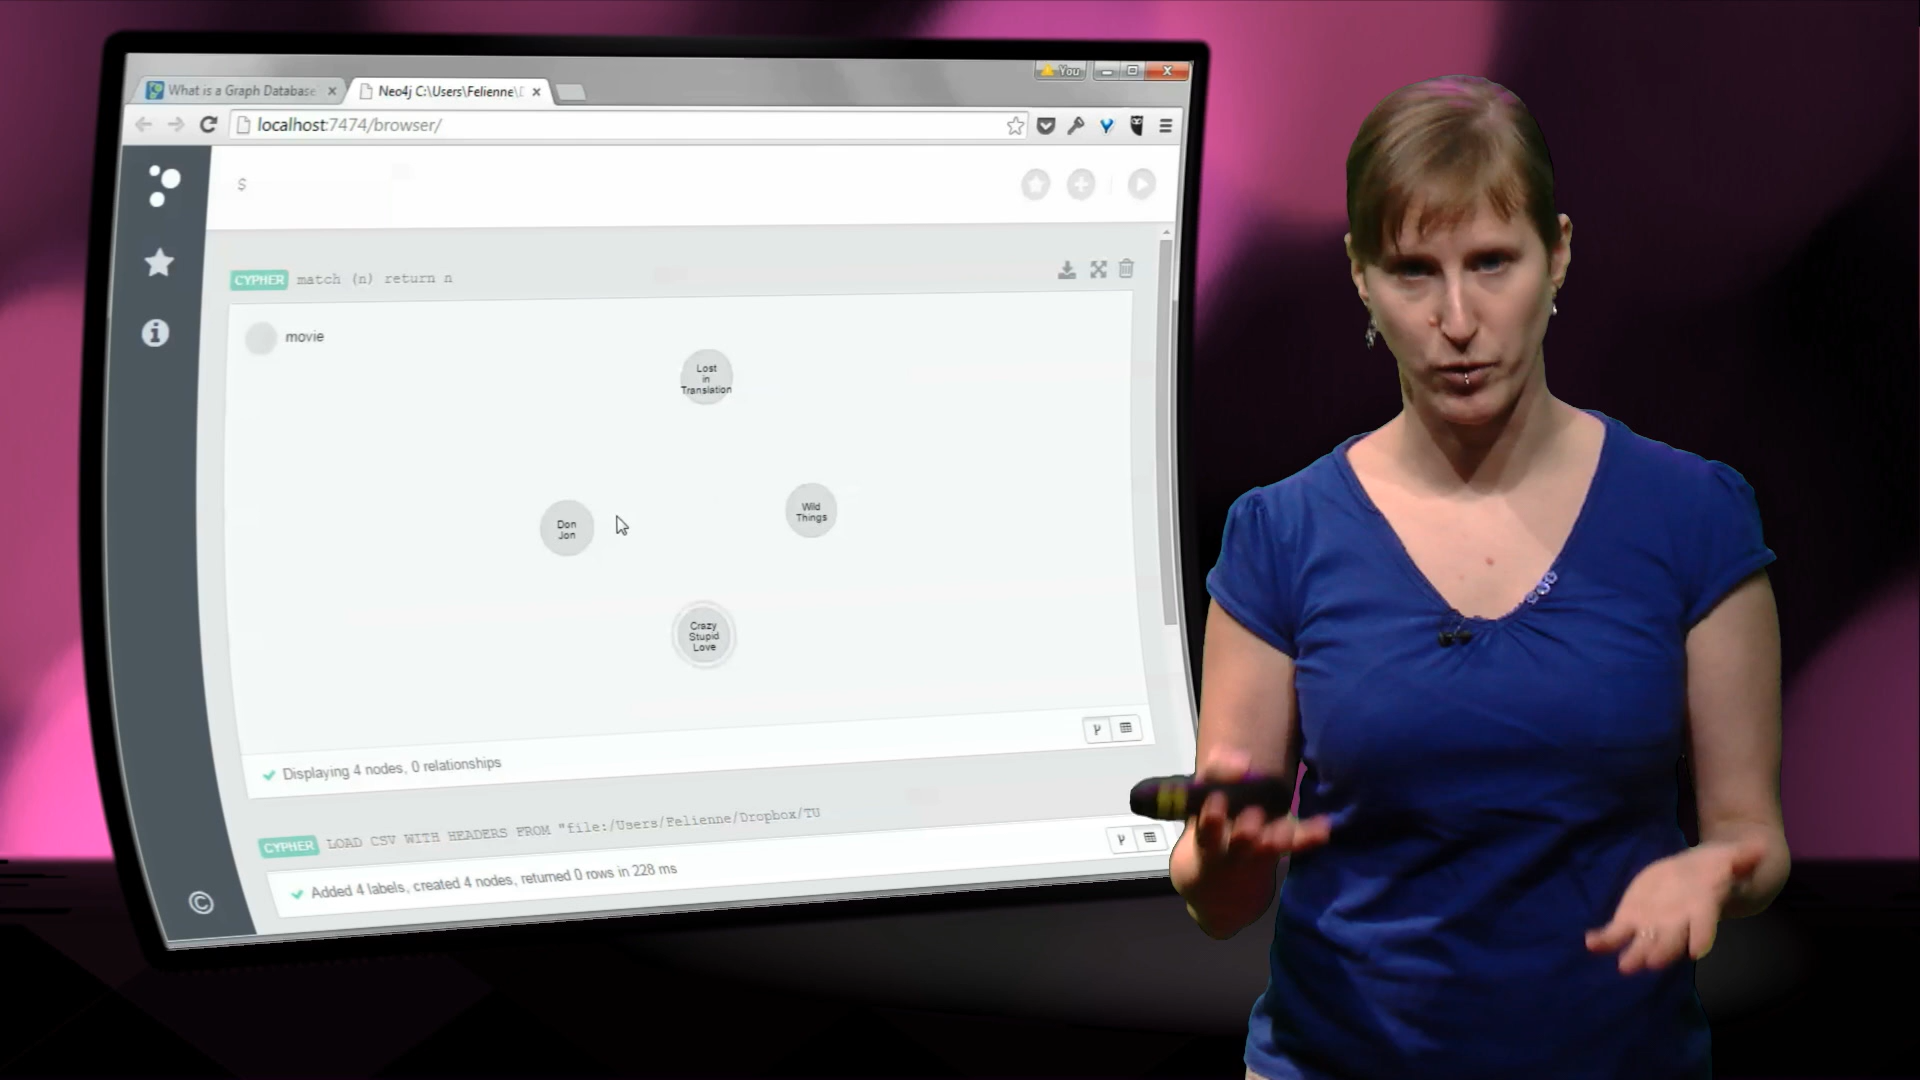 What is a Graph Database
Neo4j C:\Users\Felienne\D
You
localhost:7474/browser/
$
CYPHER match (n) return n
movie
Lost
in
Translation
Don
Jon
Wild
Things
Crazy
Stupid
Love
Displaying 4 nodes, 0 relationships
CYPHER LOAD CSV WITH HEADERS FROM "file:/Users/Felienne/Dropbox/TU
Added 4 labels, created 4 nodes, returned 0 rows in 228 ms